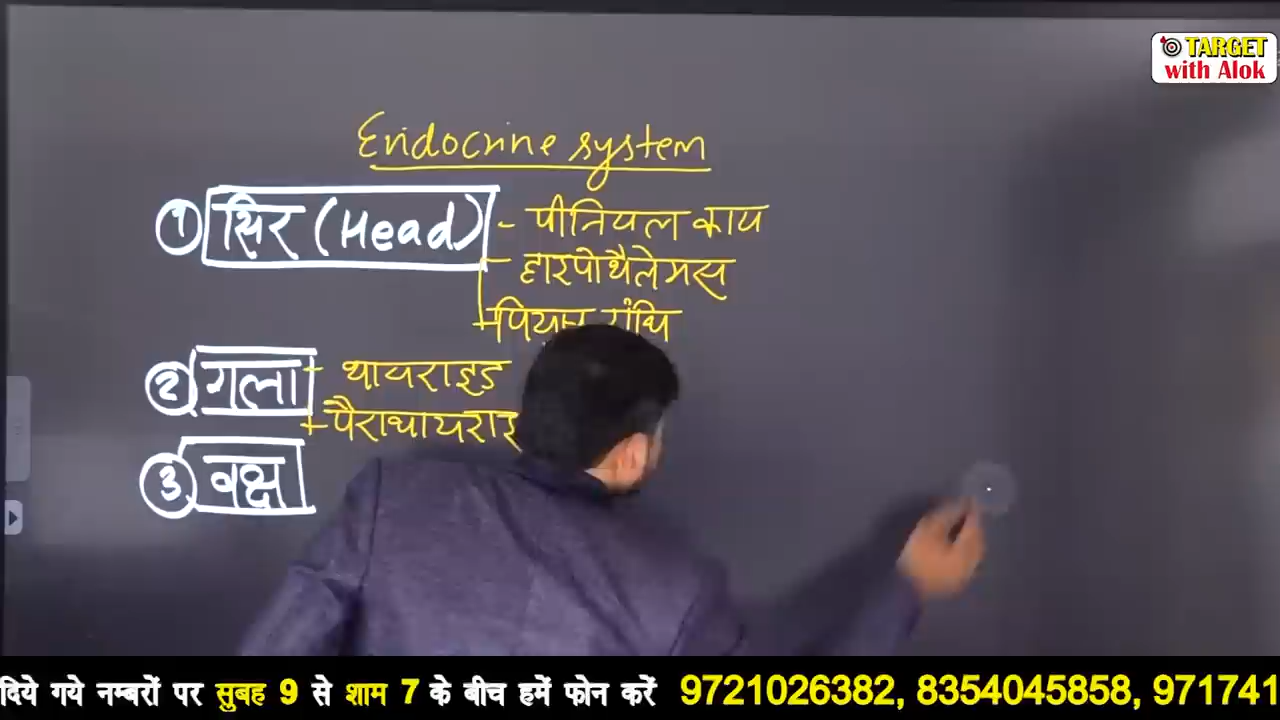 TARGET
with Alok
Endocrine system
१ सिर (Head) - पीनियल काय
- हाइपोथैलेमस
ग्रंथि
2 गला - थायराइड
3 वक्ष
दिये गये नम्बरों पर सुबह 9 से शाम 7 के बीच हमें फोन करें 9721026382, 8354045858, 971741